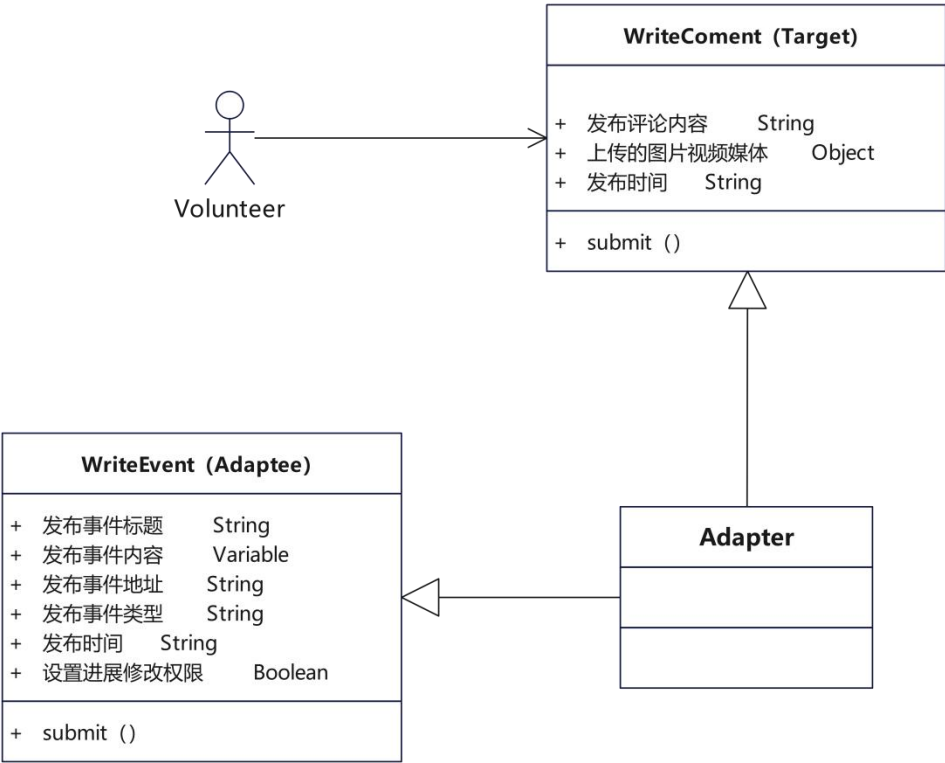 WriteComent (Target)
+ 发布评论内容 String
+ 上传的图片视频媒体 Object
+ 发布时间 String
+ submit ()
Volunteer
WriteEvent (Adaptee)
+ 发布事件标题 String
+ 发布事件内容 Variable
+ 发布事件地址 String
+ 发布事件类型 String
+ 发布时间 String
+ 设置进展修改权限 Boolean
+ submit ()
Adapter